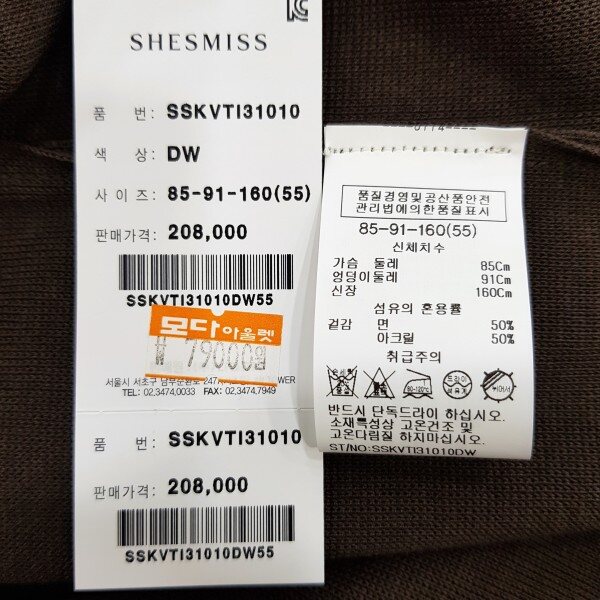 SHESMISS
품 번: SSKVTI31010
색 상: DW
사 이 즈: 85-91-160(55)
판매가격: 208,000
SSKVTI31010DW55
모다아울렛
₩ 79000원
서울시 서초구 남부순환로 247
TEL: 02.3474.0033 FAX: 02.3474.7949
품 번: SSKVTI31010
판매가격: 208,000
SSKVTI31010DW55
품질경영및공산품안전
관리법에의한품질표시
85-91-160(55)
신체치수
가슴 둘레 85Cm
엉덩이둘레 91Cm
신장 160Cm
섬유의 혼용률
겉감 면 50%
아크릴 50%
취급주의
80-120℃
반드시 단독드라이 하십시오.
소재특성상 고온건조 및
고온다림질 하지마십시오.
ST/NO:SSKVTI31010DW